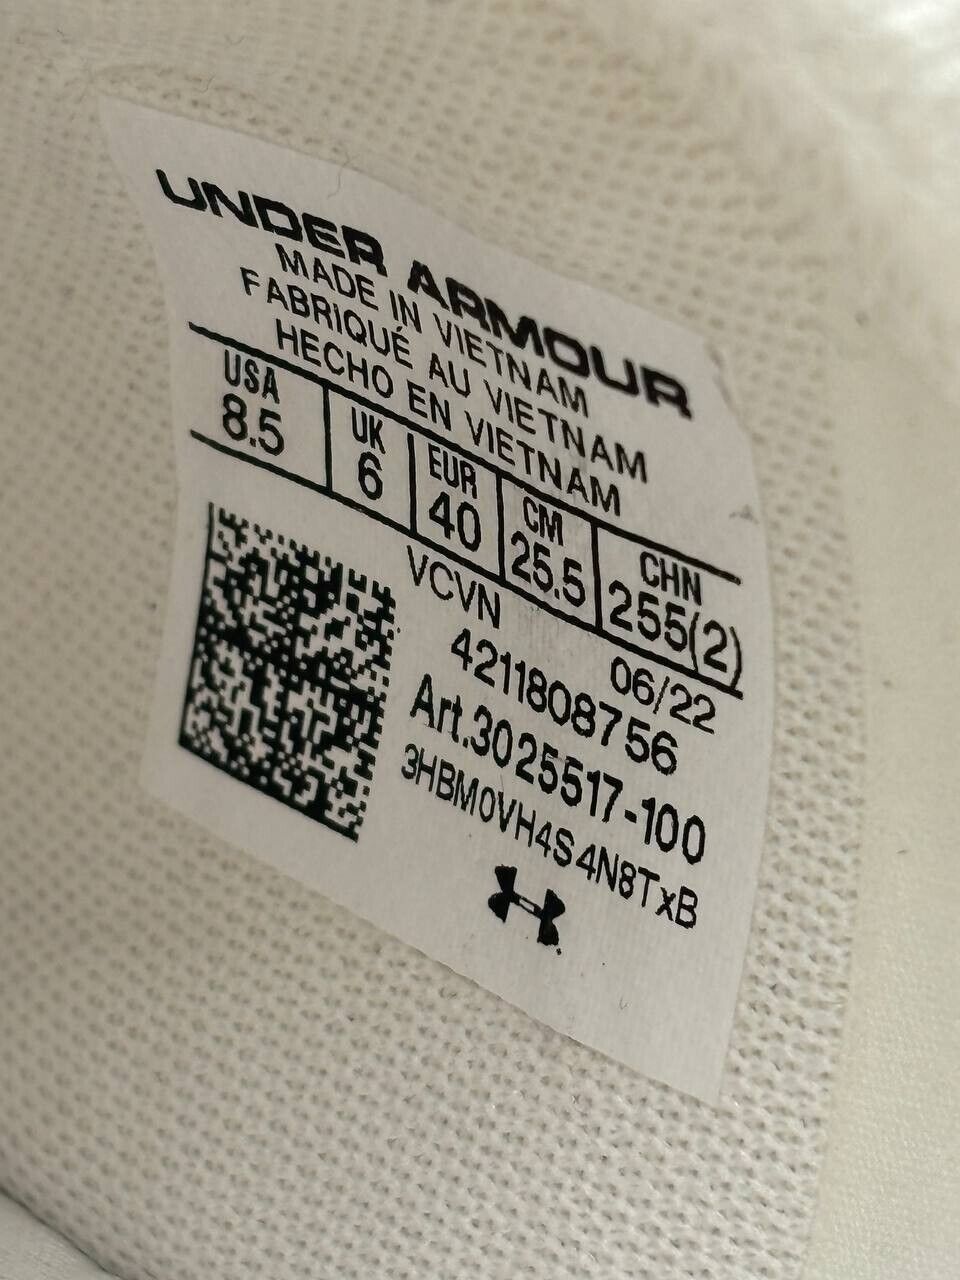 UNDER ARMOUR
MADE IN VIETNAM
FABRIQUÉ AU VIETNAM
HECHO EN VIETNAM
USA UK EUR CM CHN
8.5 6 40 25.5 255(2)
VCVN 06/22
4211808756
Art.3025517-100
3HBM0VH4S4N8TxB